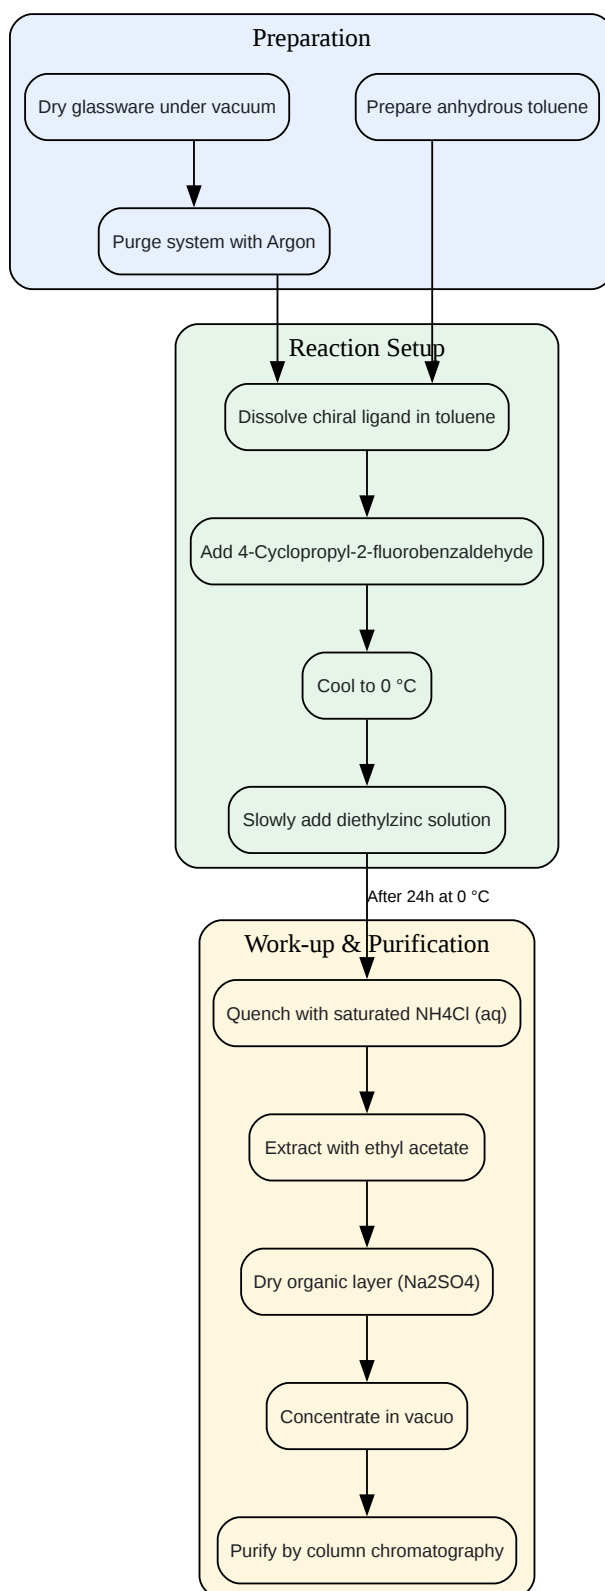 Preparation
Dry glassware under vacuum
Prepare anhydrous toluene
Purge system with Argon
Reaction Setup
Dissolve chiral ligand in toluene
Add 4-Cyclopropyl-2-fluorobenzaldehyde
Cool to 0 °C
Slowly add diethylzinc solution
After 24h at 0 °C
Work-up & Purification
Quench with saturated NH4Cl (aq)
Extract with ethyl acetate
Dry organic layer (Na2SO4)
Concentrate in vacuo
Purify by column chromatography